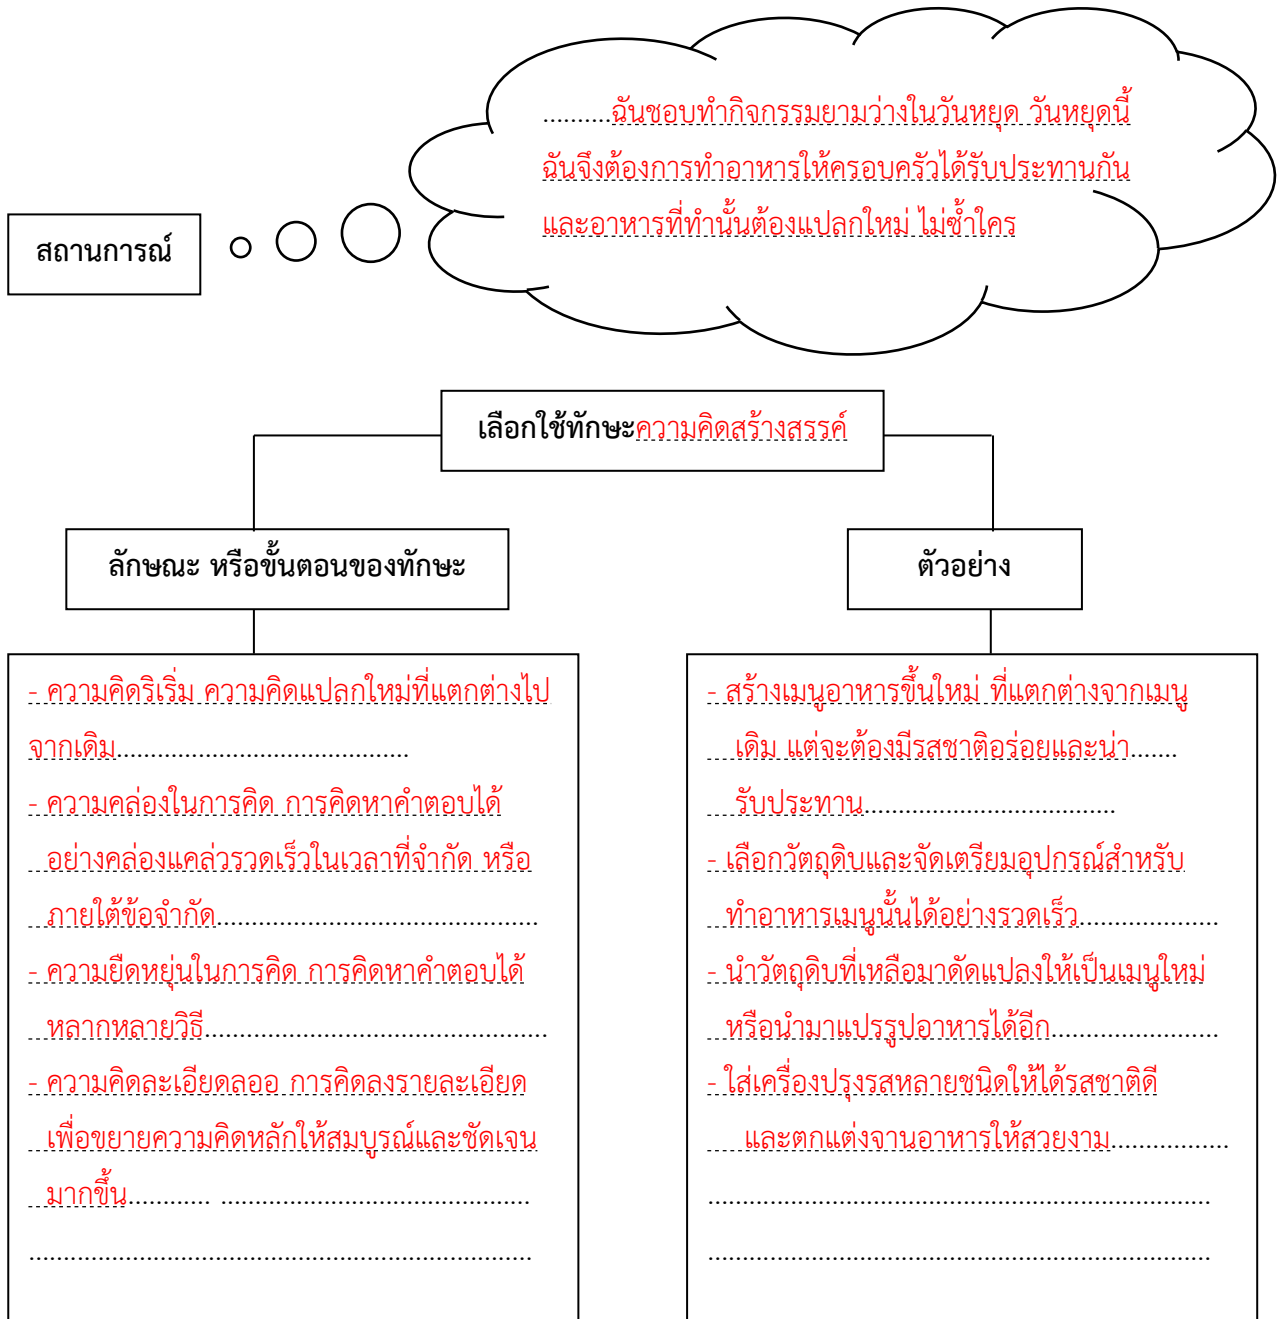 ..........ฉันชอบทำกิจกรรมยามว่างในวันหยุด วันหยุดนี้
ฉันจึงต้องการทำอาหารให้ครอบครัวได้รับประทานกัน
และอาหารที่ทำนั้นต้องแปลกใหม่ ไม่ซ้ำใคร
สถานการณ์
เลือกใช้ทักษะความคิดสร้างสรรค์
ลักษณะ หรือขั้นตอนของทักษะ
- ความคิดริเริ่ม ความคิดแปลกใหม่ที่แตกต่างไป
จากเดิม...........................................
- ความคล่องในการคิด การคิดหาคำตอบได้
อย่างคล่องแคล่วรวดเร็วในเวลาที่จำกัด หรือ
ภายใต้ข้อจำกัด...............................................
- ความยืดหยุ่นในการคิด การคิดหาคำตอบได้
หลากหลายวิธี..................................................
- ความคิดละเอียดลออ การคิดลงรายละเอียด
เพื่อขยายความคิดหลักให้สมบูรณ์และชัดเจน
มากขึ้น............ .............................................
..........................................................................
ตัวอย่าง
- สร้างเมนูอาหารขึ้นใหม่ ที่แตกต่างจากเมนู
เดิม แต่จะต้องมีรสชาติอร่อยและน่า.......
รับประทาน.....................................
- เลือกวัตถุดิบและจัดเตรียมอุปกรณ์สำหรับ
ทำอาหารเมนูนั้นได้อย่างรวดเร็ว.....................
- นำวัตถุดิบที่เหลือมาดัดแปลงให้เป็นเมนูใหม่
หรือนำมาแปรรูปอาหารได้อีก.........................
- ใส่เครื่องปรุงรสหลายชนิดให้ได้รสชาติดี
และตกแต่งจานอาหารให้สวยงาม.................
..........................................................................
..........................................................................